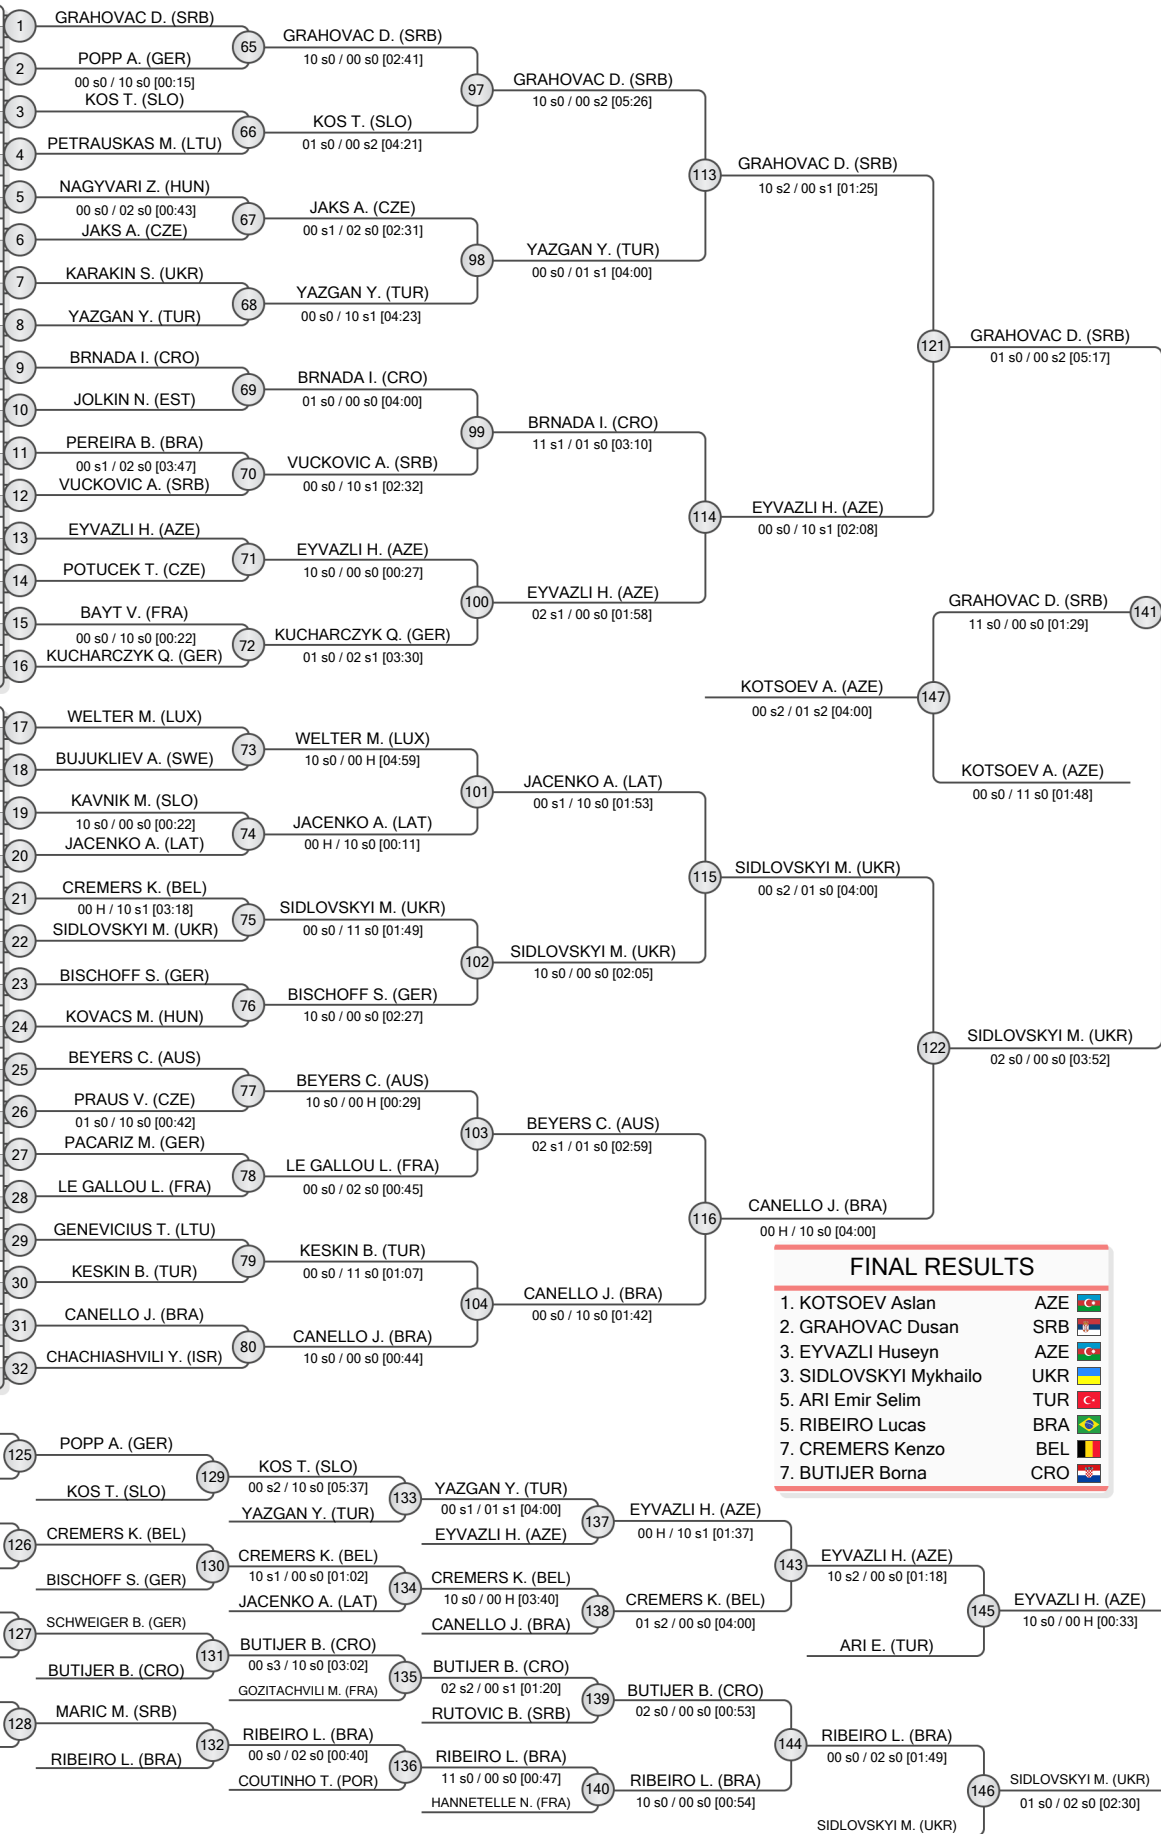 1 GRAHOVAC D. (SRB)
65 GRAHOVAC D. (SRB)
10 s0 / 00 s0 [02:41]
2 POPP A. (GER)
00 s0 / 10 s0 [00:15]
97 GRAHOVAC D. (SRB)
10 s0 / 00 s2 [05:26]
3 KOS T. (SLO)
66 KOS T. (SLO)
01 s0 / 00 s2 [04:21]
4 PETRAUSKAS M. (LTU)
113 GRAHOVAC D. (SRB)
10 s2 / 00 s1 [01:25]
5 NAGYVARI Z. (HUN)
00 s0 / 02 s0 [00:43]
67 JAKS A. (CZE)
00 s1 / 02 s0 [02:31]
6 JAKS A. (CZE)
98 YAZGAN Y. (TUR)
00 s0 / 01 s1 [04:00]
7 KARAKIN S. (UKR)
68 YAZGAN Y. (TUR)
00 s0 / 10 s1 [04:23]
8 YAZGAN Y. (TUR)
121 GRAHOVAC D. (SRB)
01 s0 / 00 s2 [05:17]
9 BRNADA I. (CRO)
69 BRNADA I. (CRO)
01 s0 / 00 s0 [04:00]
10 JOLKIN N. (EST)
99 BRNADA I. (CRO)
11 s1 / 01 s0 [03:10]
11 PEREIRA B. (BRA)
00 s1 / 02 s0 [03:47]
70 VUCKOVIC A. (SRB)
00 s0 / 10 s1 [02:32]
12 VUCKOVIC A. (SRB)
114 EYVAZLI H. (AZE)
00 s0 / 10 s1 [02:08]
13 EYVAZLI H. (AZE)
71 EYVAZLI H. (AZE)
10 s0 / 00 s0 [00:27]
14 POTUCEK T. (CZE)
100 EYVAZLI H. (AZE)
02 s1 / 00 s0 [01:58]
15 BAYT V. (FRA)
00 s0 / 10 s0 [00:22]
72 KUCHARCZYK Q. (GER)
01 s0 / 02 s1 [03:30]
16 KUCHARCZYK Q. (GER)
GRAHOVAC D. (SRB) 141
11 s0 / 00 s0 [01:29]
KOTSOEV A. (AZE) 147
00 s2 / 01 s2 [04:00]
KOTSOEV A. (AZE)
00 s0 / 11 s0 [01:48]
17 WELTER M. (LUX)
73 WELTER M. (LUX)
10 s0 / 00 H [04:59]
18 BUJUKLIEV A. (SWE)
101 JACENKO A. (LAT)
00 s1 / 10 s0 [01:53]
19 KAVNIK M. (SLO)
10 s0 / 00 s0 [00:22]
74 JACENKO A. (LAT)
00 H / 10 s0 [00:11]
20 JACENKO A. (LAT)
115 SIDLOVSKYI M. (UKR)
00 s2 / 01 s0 [04:00]
21 CREMERS K. (BEL)
00 H / 10 s1 [03:18]
75 SIDLOVSKYI M. (UKR)
00 s0 / 11 s0 [01:49]
22 SIDLOVSKYI M. (UKR)
102 SIDLOVSKYI M. (UKR)
10 s0 / 00 s0 [02:05]
23 BISCHOFF S. (GER)
76 BISCHOFF S. (GER)
10 s0 / 00 s0 [02:27]
24 KOVACS M. (HUN)
122 SIDLOVSKYI M. (UKR)
02 s0 / 00 s0 [03:52]
25 BEYERS C. (AUS)
77 BEYERS C. (AUS)
10 s0 / 00 H [00:29]
26 PRAUS V. (CZE)
01 s0 / 10 s0 [00:42]
103 BEYERS C. (AUS)
02 s1 / 01 s0 [02:59]
27 PACARIZ M. (GER)
78 LE GALLOU L. (FRA)
00 s0 / 02 s0 [00:45]
28 LE GALLOU L. (FRA)
116 CANELLO J. (BRA)
00 H / 10 s0 [04:00]
29 GENEVICIUS T. (LTU)
79 KESKIN B. (TUR)
00 s0 / 11 s0 [01:07]
30 KESKIN B. (TUR)
104 CANELLO J. (BRA)
00 s0 / 10 s0 [01:42]
31 CANELLO J. (BRA)
80 CANELLO J. (BRA)
10 s0 / 00 s0 [00:44]
32 CHACHIASHVILI Y. (ISR)
FINAL RESULTS
1. KOTSOEV Aslan AZE
2. GRAHOVAC Dusan SRB
3. EYVAZLI Huseyn AZE
3. SIDLOVSKYI Mykhailo UKR
5. ARI Emir Selim TUR
5. RIBEIRO Lucas BRA
7. CREMERS Kenzo BEL
7. BUTIJER Borna CRO
125 POPP A. (GER)
KOS T. (SLO)
129 KOS T. (SLO)
00 s2 / 10 s0 [05:37]
YAZGAN Y. (TUR)
133 YAZGAN Y. (TUR)
00 s1 / 01 s1 [04:00]
EYVAZLI H. (AZE)
137 EYVAZLI H. (AZE)
00 H / 10 s1 [01:37]
126 CREMERS K. (BEL)
BISCHOFF S. (GER)
130 CREMERS K. (BEL)
10 s1 / 00 s0 [01:02]
JACENKO A. (LAT)
134 CREMERS K. (BEL)
10 s0 / 00 H [03:40]
CANELLO J. (BRA)
138 CREMERS K. (BEL)
01 s2 / 00 s0 [04:00]
143 EYVAZLI H. (AZE)
10 s2 / 00 s0 [01:18]
ARI E. (TUR)
145 EYVAZLI H. (AZE)
10 s0 / 00 H [00:33]
127 SCHWEIGER B. (GER)
BUTIJER B. (CRO)
131 BUTIJER B. (CRO)
00 s3 / 10 s0 [03:02]
GOZITACHVILI M. (FRA)
135 BUTIJER B. (CRO)
02 s2 / 00 s1 [01:20]
RUTOVIC B. (SRB)
139 BUTIJER B. (CRO)
02 s0 / 00 s0 [00:53]
128 MARIC M. (SRB)
RIBEIRO L. (BRA)
132 RIBEIRO L. (BRA)
00 s0 / 02 s0 [00:40]
COUTINHO T. (POR)
136 RIBEIRO L. (BRA)
11 s0 / 00 s0 [00:47]
HANNETELLE N. (FRA)
140 RIBEIRO L. (BRA)
10 s0 / 00 s0 [00:54]
144 RIBEIRO L. (BRA)
00 s0 / 02 s0 [01:49]
SIDLOVSKYI M. (UKR)
146 SIDLOVSKYI M. (UKR)
01 s0 / 02 s0 [02:30]